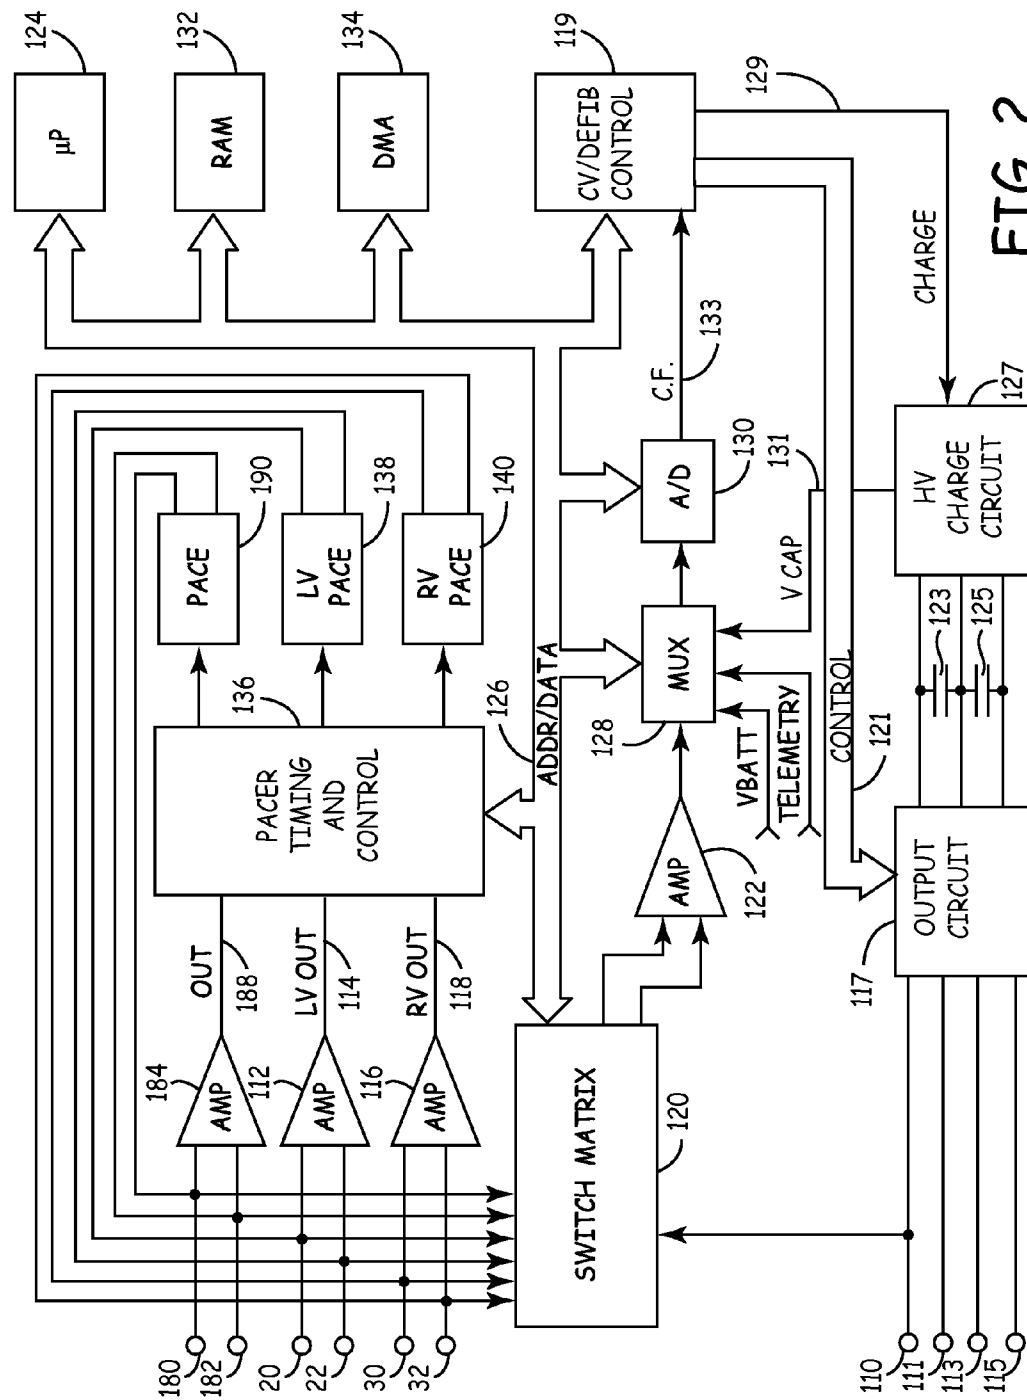 124
132
134
119
µP
RAM
DMA
CV/DEFIB
CONTROL
129
CHARGE
FIG. 2
190
138
140
PACE
LV
PACE
RV
PACE
136
PACER
TIMING
AND
CONTROL
126
ADDR/DATA
C.F.
133
A/D
130
131
V CAP
MUX
128
VBATT
TELEMETRY
CONTROL
121
HV
CHARGE
CIRCUIT
127
123
125
OUT
188
LV OUT
114
RV OUT
118
184
AMP
112
AMP
116
AMP
AMP
122
OUTPUT
CIRCUIT
117
SWITCH MATRIX
120
180
182
20
22
30
32
110
111
113
115